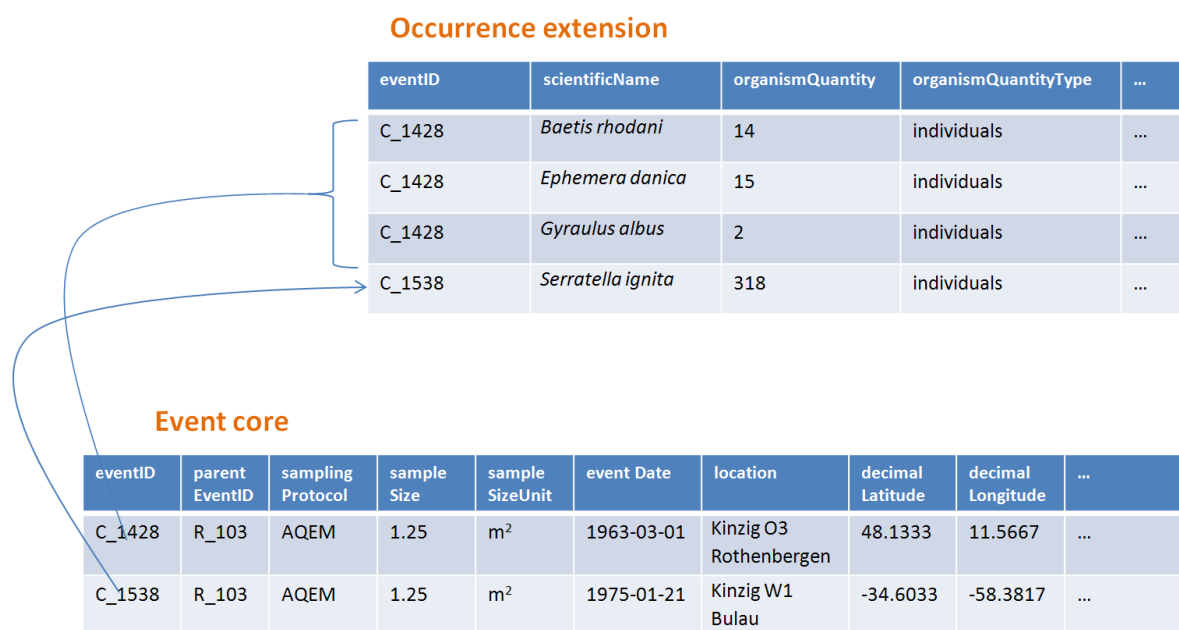 Occurrence extension
eventID scientificName organismQuantity organismQuantityType ...
C_1428 Baetis rhodani 14 individuals ...
C_1428 Ephemera danica 15 individuals ...
C_1428 Gyraulus albus 2 individuals ...
C_1538 Serratella ignita 318 individuals ...
Event core
eventID parent sampling sample sample event Date location decimal decimal ...
EventID Protocol Size SizeUnit Latitude Longitude
C_1428 R_103 AQEM 1.25 m² 1963-03-01 Kinzig O3 48.1333 11.5667 ...
Rothenbergen
C_1538 R_103 AQEM 1.25 m² 1975-01-21 Kinzig W1 -34.6033 -58.3817 ...
Bulau